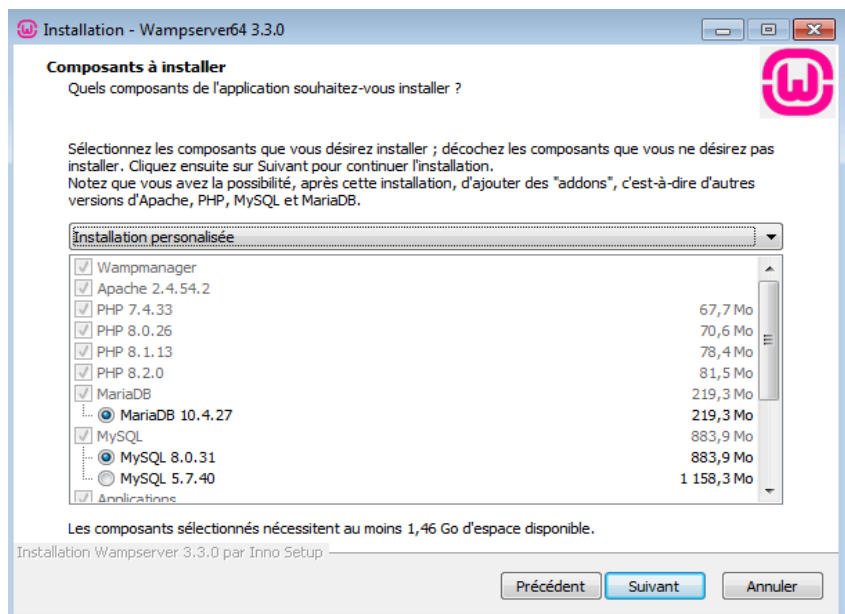 Installation - Wampserver64 3.3.0
Composants à installer
Quels composants de l'application souhaitez-vous installer ?
Sélectionnez les composants que vous désirez installer ; décochez les composants que vous ne désirez pas
installer. Cliquez ensuite sur Suivant pour continuer l'installation.
Notez que vous avez la possibilité, après cette installation, d'ajouter des "addons", c'est-à-dire d'autres
versions d'Apache, PHP, MySQL et MariaDB.
Installation personalisée
Wampmanager
Apache 2.4.54.2
PHP 7.4.33 67,7 Mo
PHP 8.0.26 70,6 Mo
PHP 8.1.13 78,4 Mo
PHP 8.2.0 81,5 Mo
MariaDB 219,3 Mo
MariaDB 10.4.27 219,3 Mo
MySQL 883,9 Mo
MySQL 8.0.31 883,9 Mo
MySQL 5.7.40 1 158,3 Mo
Applications
Les composants sélectionnés nécessitent au moins 1,46 Go d'espace disponible.
Installation Wampserver 3.3.0 par Inno Setup
Précédent Suivant Annuler